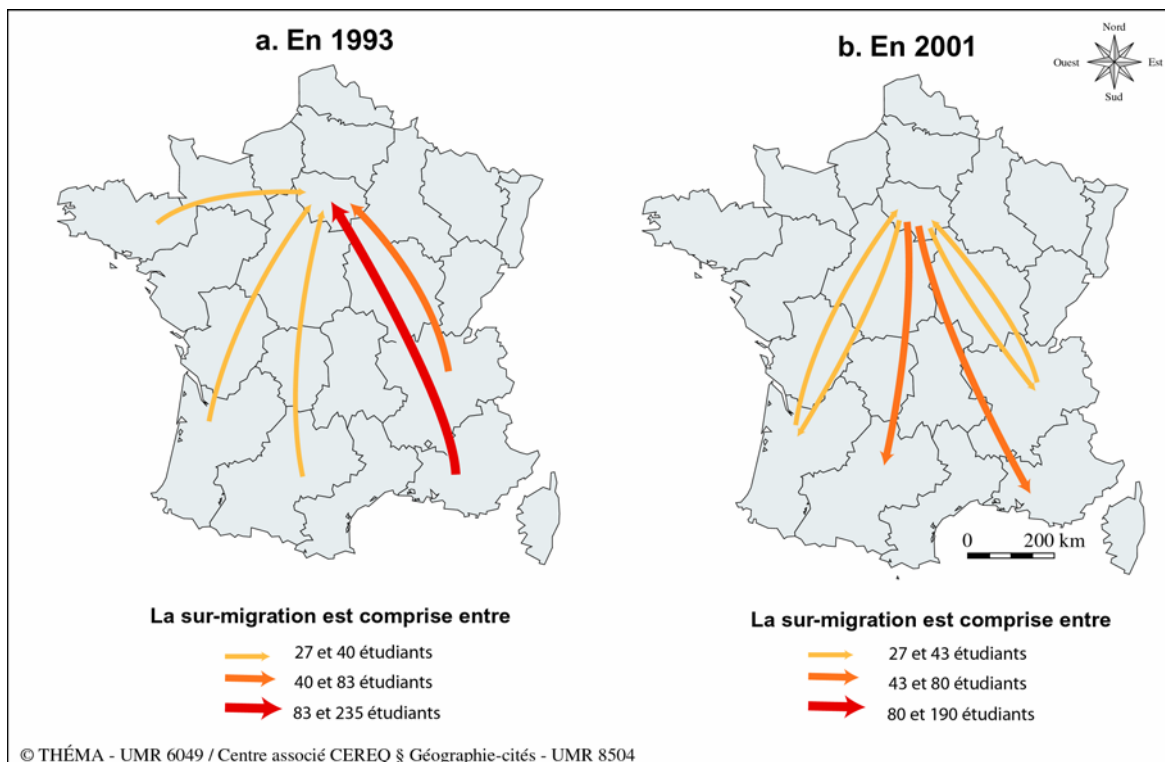 a. En 1993
b. En 2001
Nord
Ouest
Est
Sud
0 200 km
La sur-migration est comprise entre
27 et 40 étudiants
40 et 83 étudiants
83 et 235 étudiants
La sur-migration est comprise entre
27 et 43 étudiants
43 et 80 étudiants
80 et 190 étudiants
© THÉMA - UMR 6049 / Centre associé CEREQ § Géographie-cités - UMR 8504